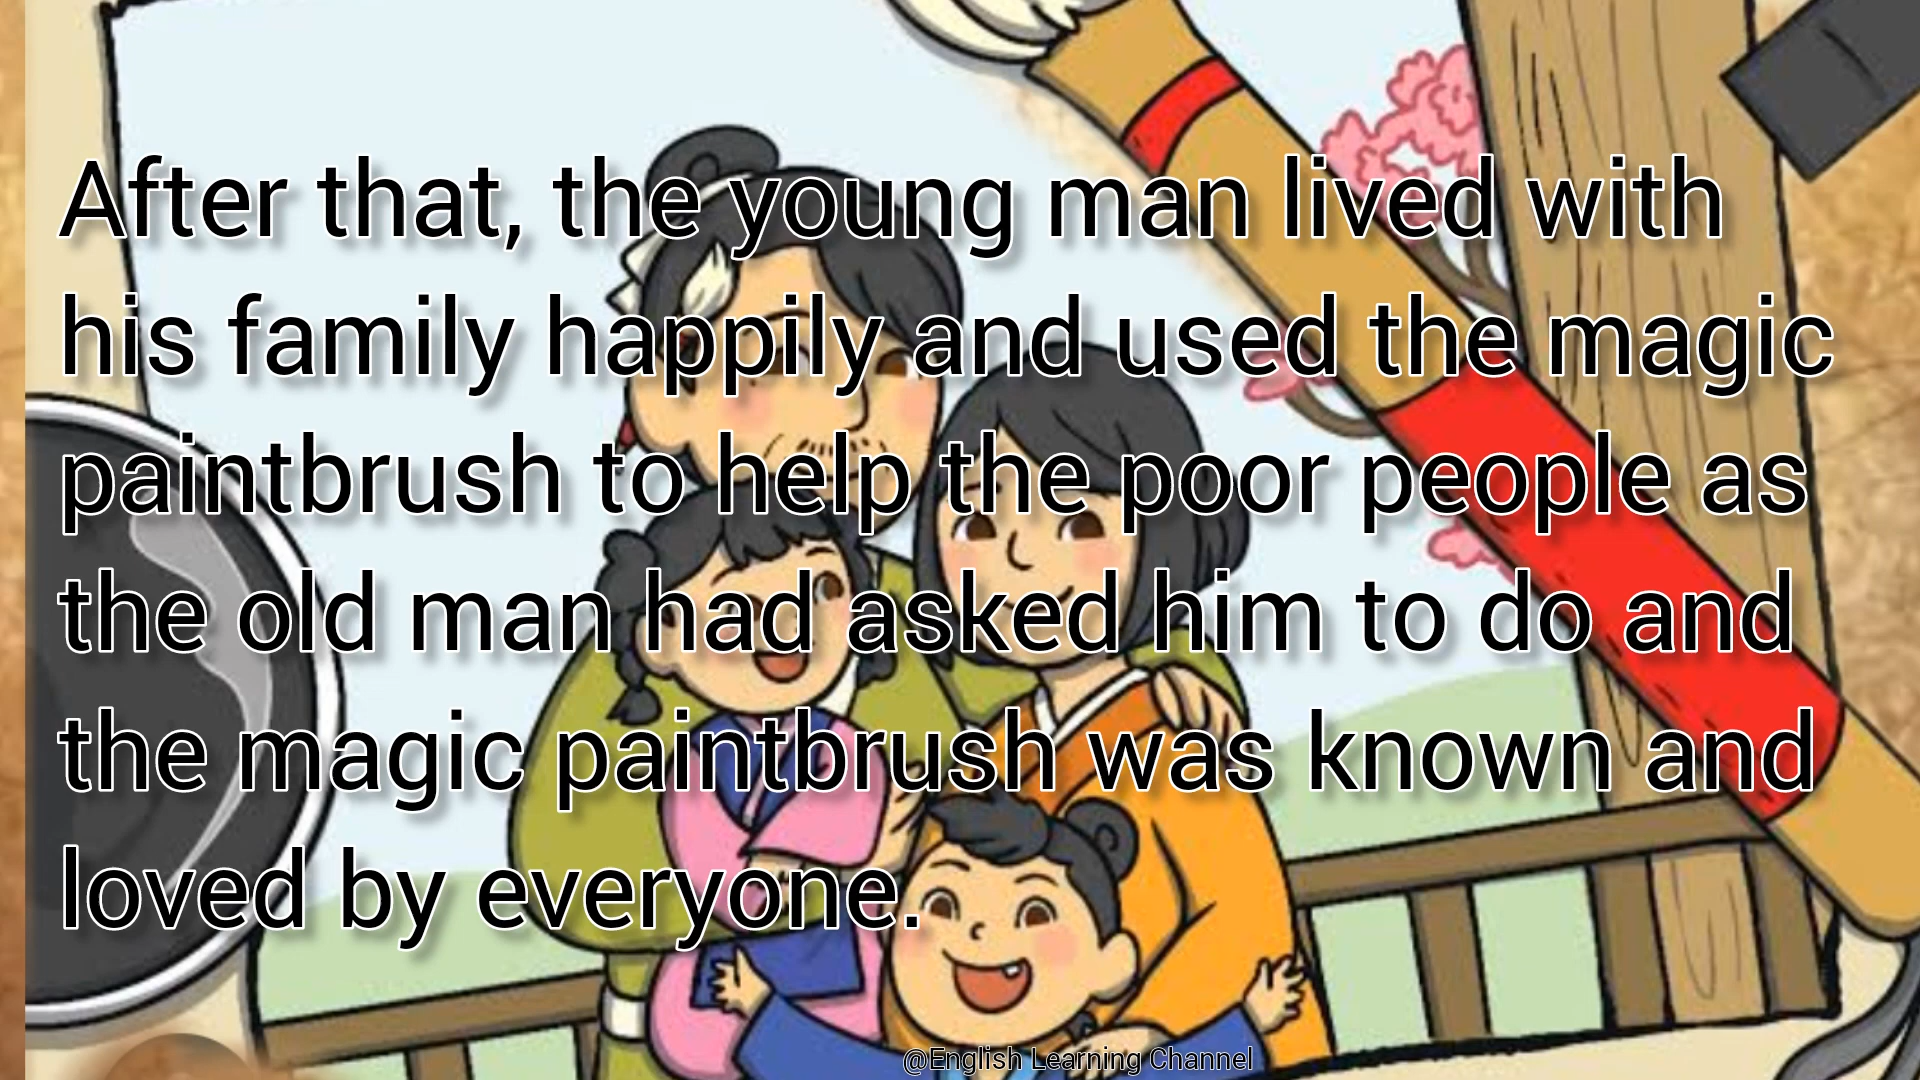 After that, the young man lived with
his family happily and used the magic
paintbrush to help the poor people as
the old man had asked him to do and
the magic paintbrush was known and
loved by everyone.
@English Learning Channel